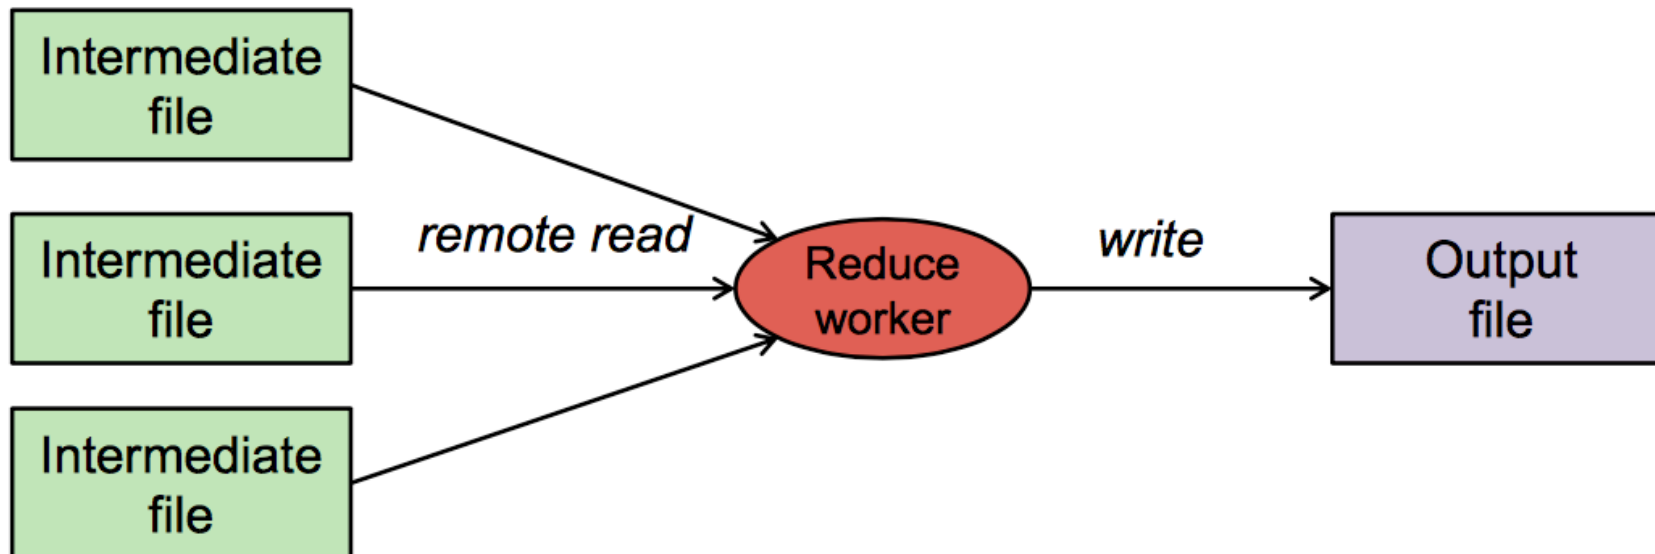 Intermediate
file
Intermediate
file
Intermediate
file
remote read
Reduce
worker
write
Output
file